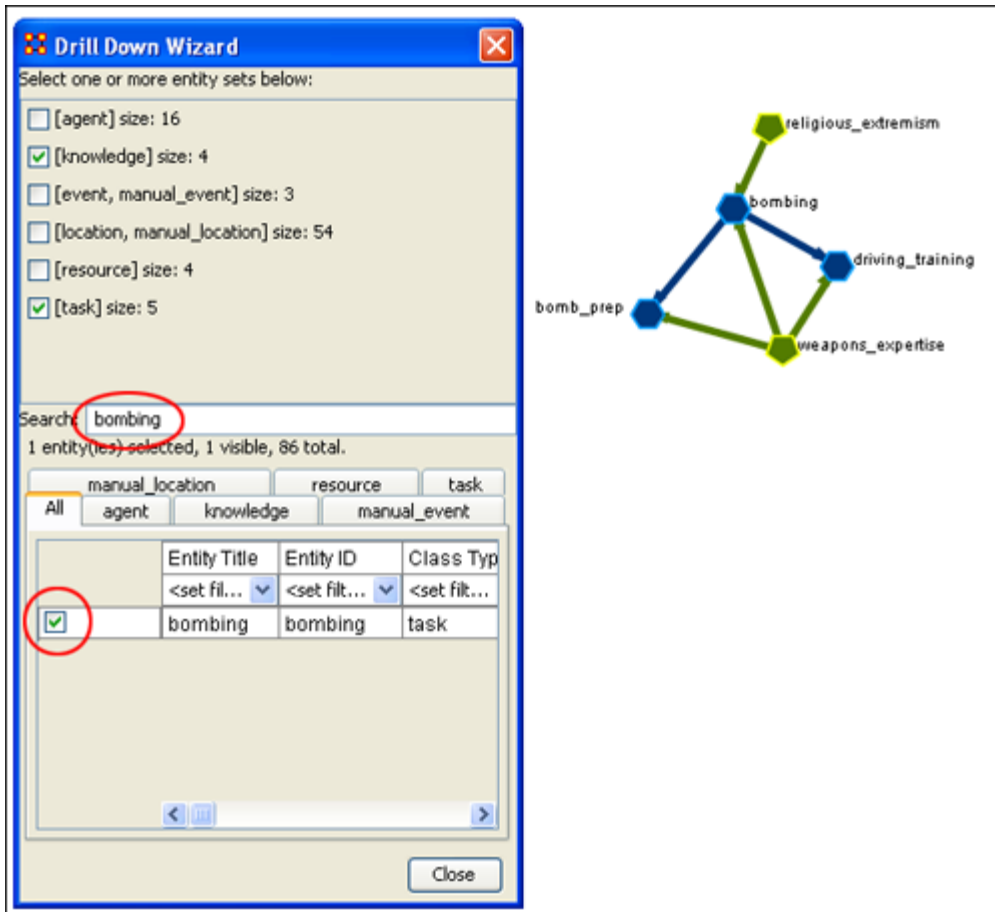 Drill Down Wizard
Select one or more entity sets below:
[agent] size: 16
[knowledge] size: 4
[event, manual_event] size: 3
[location, manual_location] size: 54
[resource] size: 4
[task] size: 5
Search: bombing
1 entity(ies) selected, 1 visible, 86 total.
manual_location resource task
All agent knowledge manual_event
Entity Title Entity ID Class Typ
<set fil... <set filt... <set filt...
bombing bombing task
Close
religious_extremism
bombing
driving_training
bomb_prep
weapons_expertise